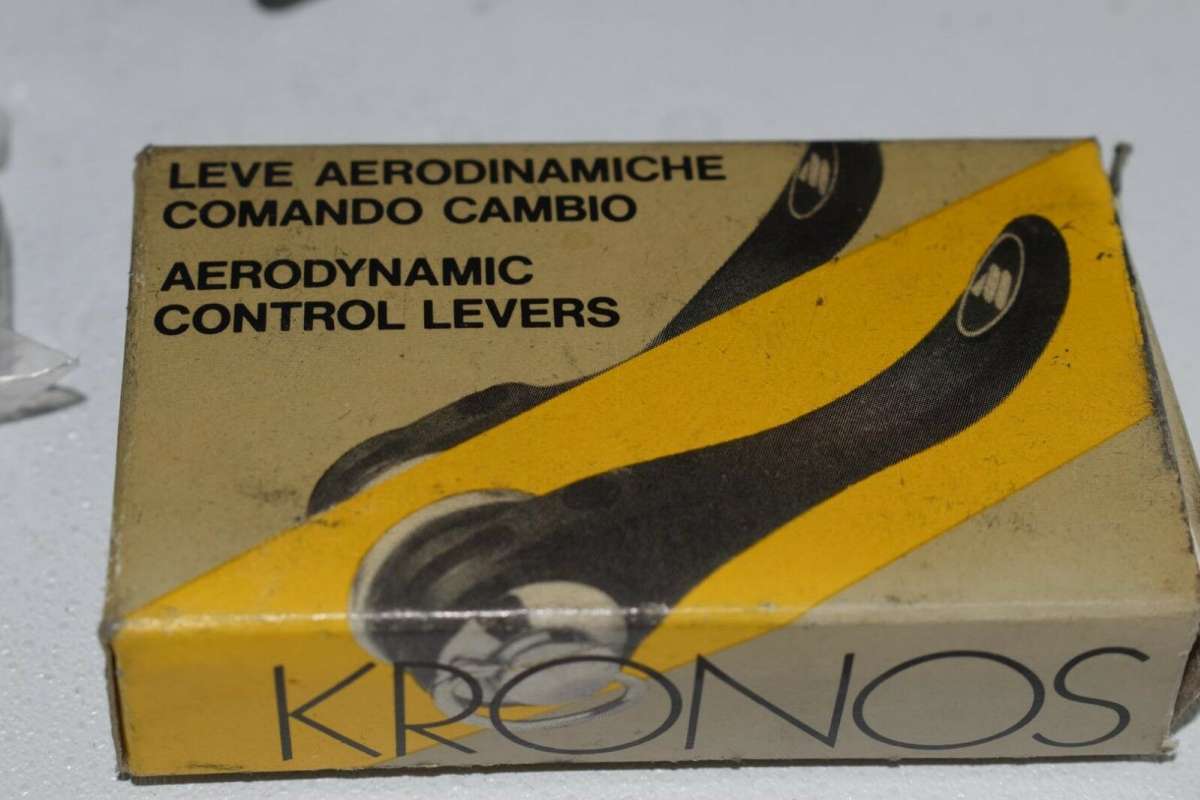 LEVE AERODINAMICHE
COMANDO CAMBIO
AERODYNAMIC
CONTROL LEVERS
KRONOS